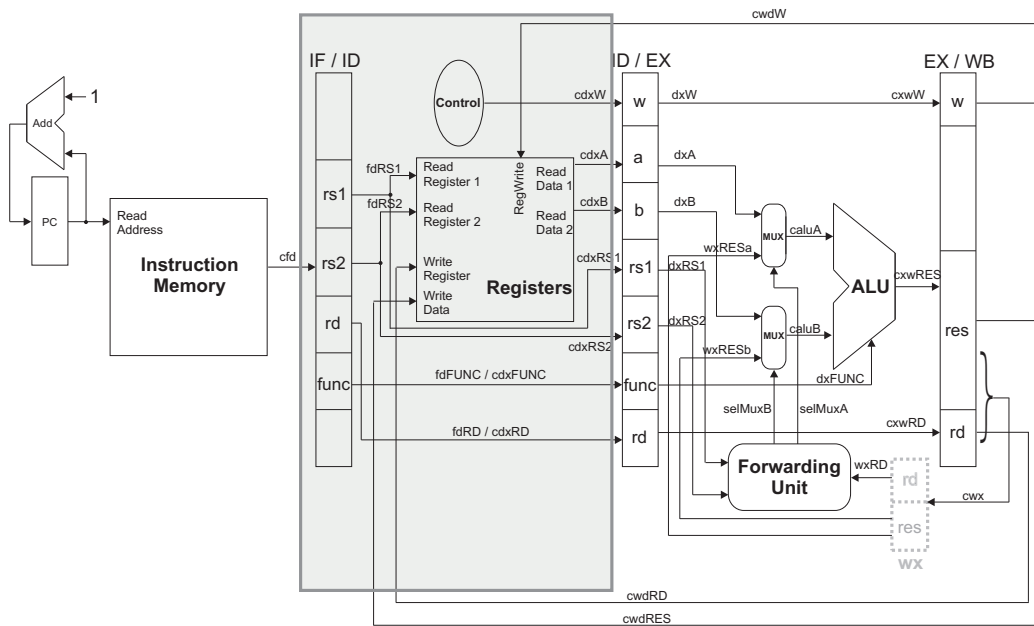 cwdW
IF / ID
ID / EX
EX / WB
1
Add
PC
Read
Address
Instruction
Memory
cfd
rs1
rs2
rd
func
Control
cdxW
fdRS1
fdRS2
Read
Register 1
Read
Register 2
Write
Register
Write
Data
RegWrite
Read
Data 1
Read
Data 2
Registers
cdxA
cdxB
cdxRS1
cdxRS2
fdFUNC / cdxFUNC
fdRD / cdxRD
w
a
b
rs1
rs2
func
rd
dxW
cxwW
dxA
dxB
dxRS1
dxRS2
wxRESa
wxRESb
MUX
MUX
caluA
caluB
ALU
cxwRES
dxFUNC
selMuxB
selMuxA
cxwRD
Forwarding
Unit
wxRD
w
res
rd
rd
res
wx
cwx
cwdRD
cwdRES